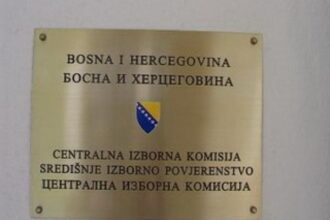 BOSNA I HERCEGOVINA
БОСНА И ХЕРЦЕГОВИНА
CENTRALNA IZBORNA KOMISIJA
SREDIŠNJE IZBORNO POVJERENSTVO
ЦЕНТРАЛНА ИЗБОРНА КОМИСИЈА